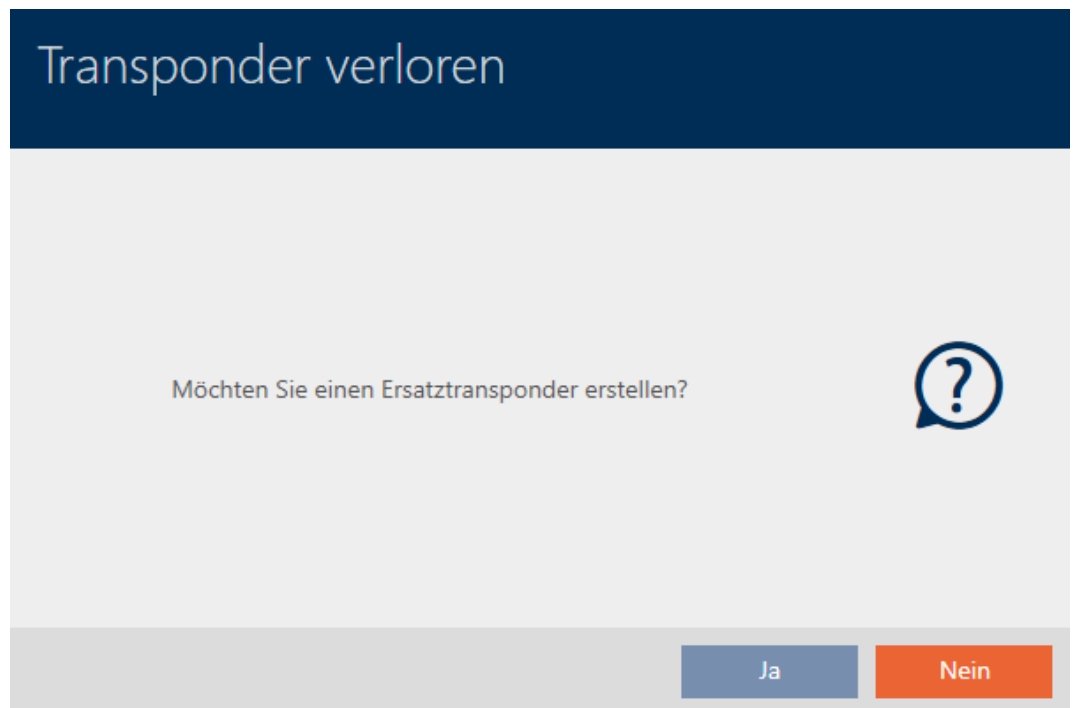 Transponder verloren
Möchten Sie einen Ersatztransponder erstellen?
?
Ja
Nein